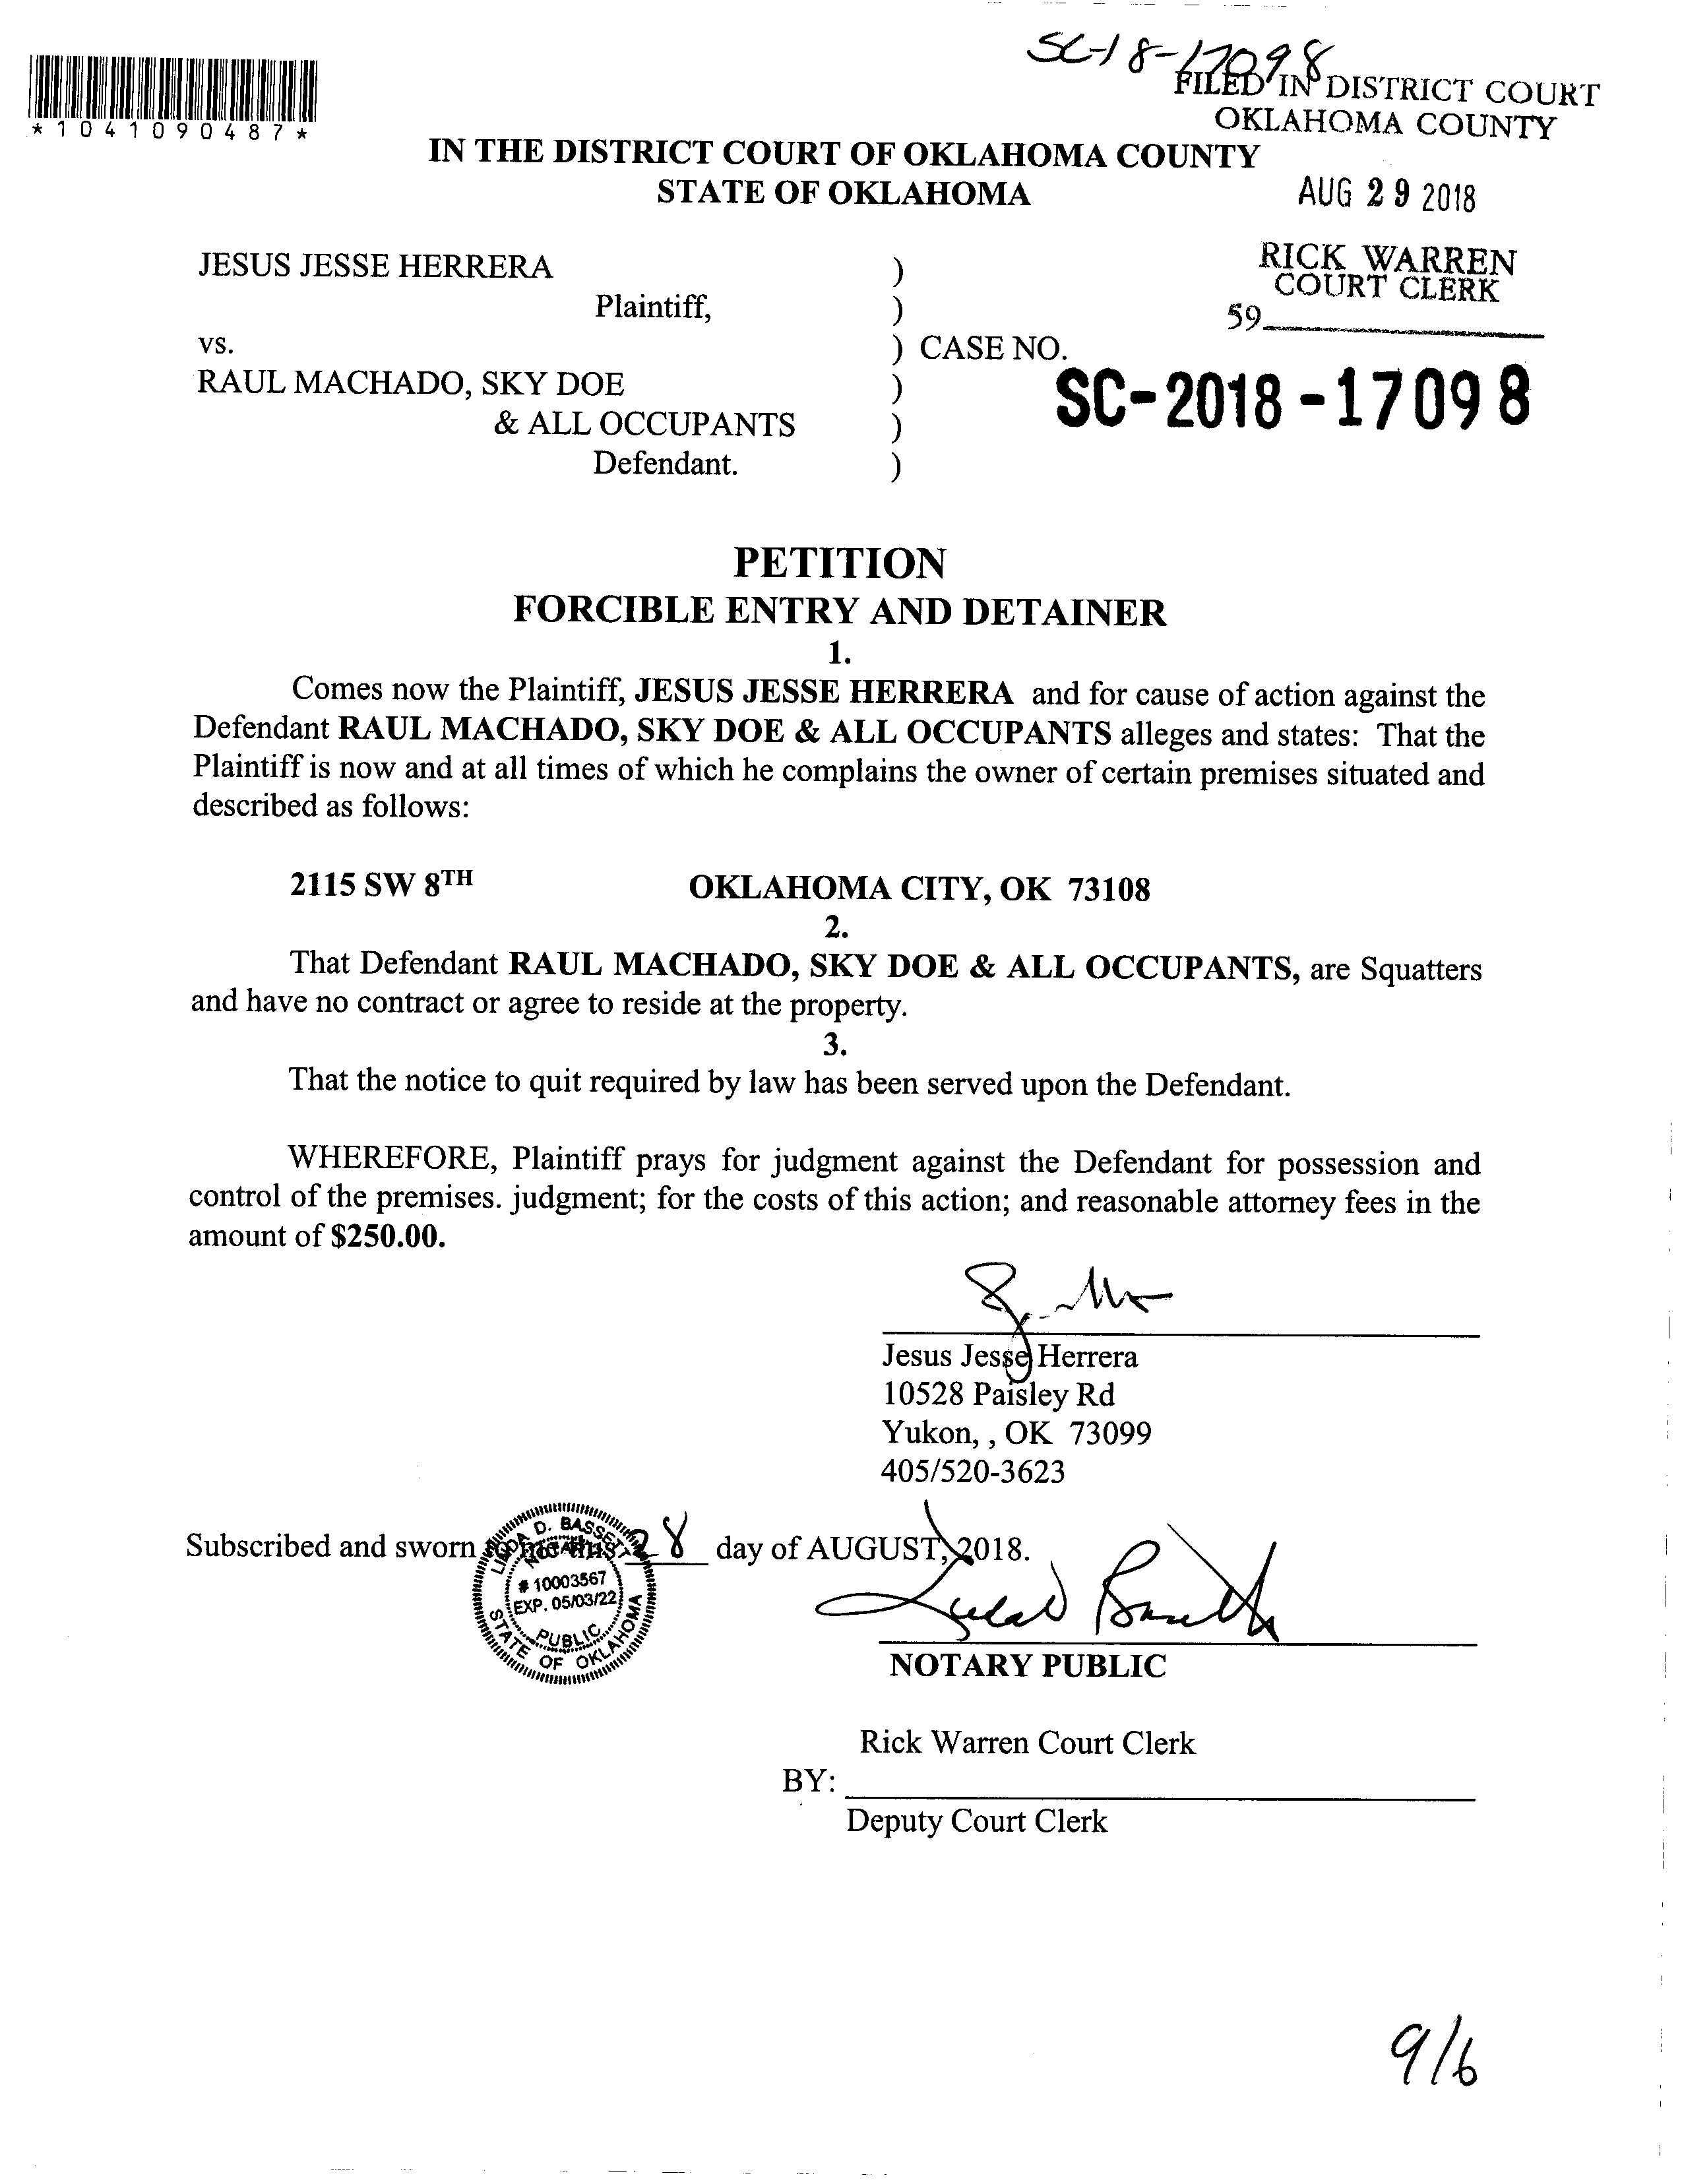 SC-18-17098
FILED IN DISTRICT COURT
OKLAHOMA COUNTY
*1041090487*
IN THE DISTRICT COURT OF OKLAHOMA COUNTY
STATE OF OKLAHOMA
AUG 29 2018
JESUS JESSE HERRERA )
RICK WARREN
COURT CLERK
Plaintiff, )
59
vs. ) CASE NO.
RAUL MACHADO, SKY DOE )
SC-2018-17098
& ALL OCCUPANTS )
Defendant. )
PETITION
FORCIBLE ENTRY AND DETAINER
1.
Comes now the Plaintiff, JESUS JESSE HERRERA and for cause of action against the
Defendant RAUL MACHADO, SKY DOE & ALL OCCUPANTS alleges and states: That the
Plaintiff is now and at all times of which he complains the owner of certain premises situated and
described as follows:
2115 SW 8TH OKLAHOMA CITY, OK 73108
2.
That Defendant RAUL MACHADO, SKY DOE & ALL OCCUPANTS, are Squatters
and have no contract or agree to reside at the property.
3.
That the notice to quit required by law has been served upon the Defendant.
WHEREFORE, Plaintiff prays for judgment against the Defendant for possession and
control of the premises. judgment; for the costs of this action; and reasonable attorney fees in the
amount of $250.00.
Jesus Jesse Herrera
10528 Paisley Rd
Yukon, , OK 73099
405/520-3623
Subscribed and sworn to me this 28 day of AUGUST, 2018.
LINDA D. BASSETT
NOTARY
# 10003567
EXP. 05/03/22
PUBLIC
STATE OF OKLAHOMA
NOTARY PUBLIC
Rick Warren Court Clerk
BY:
Deputy Court Clerk
9/6